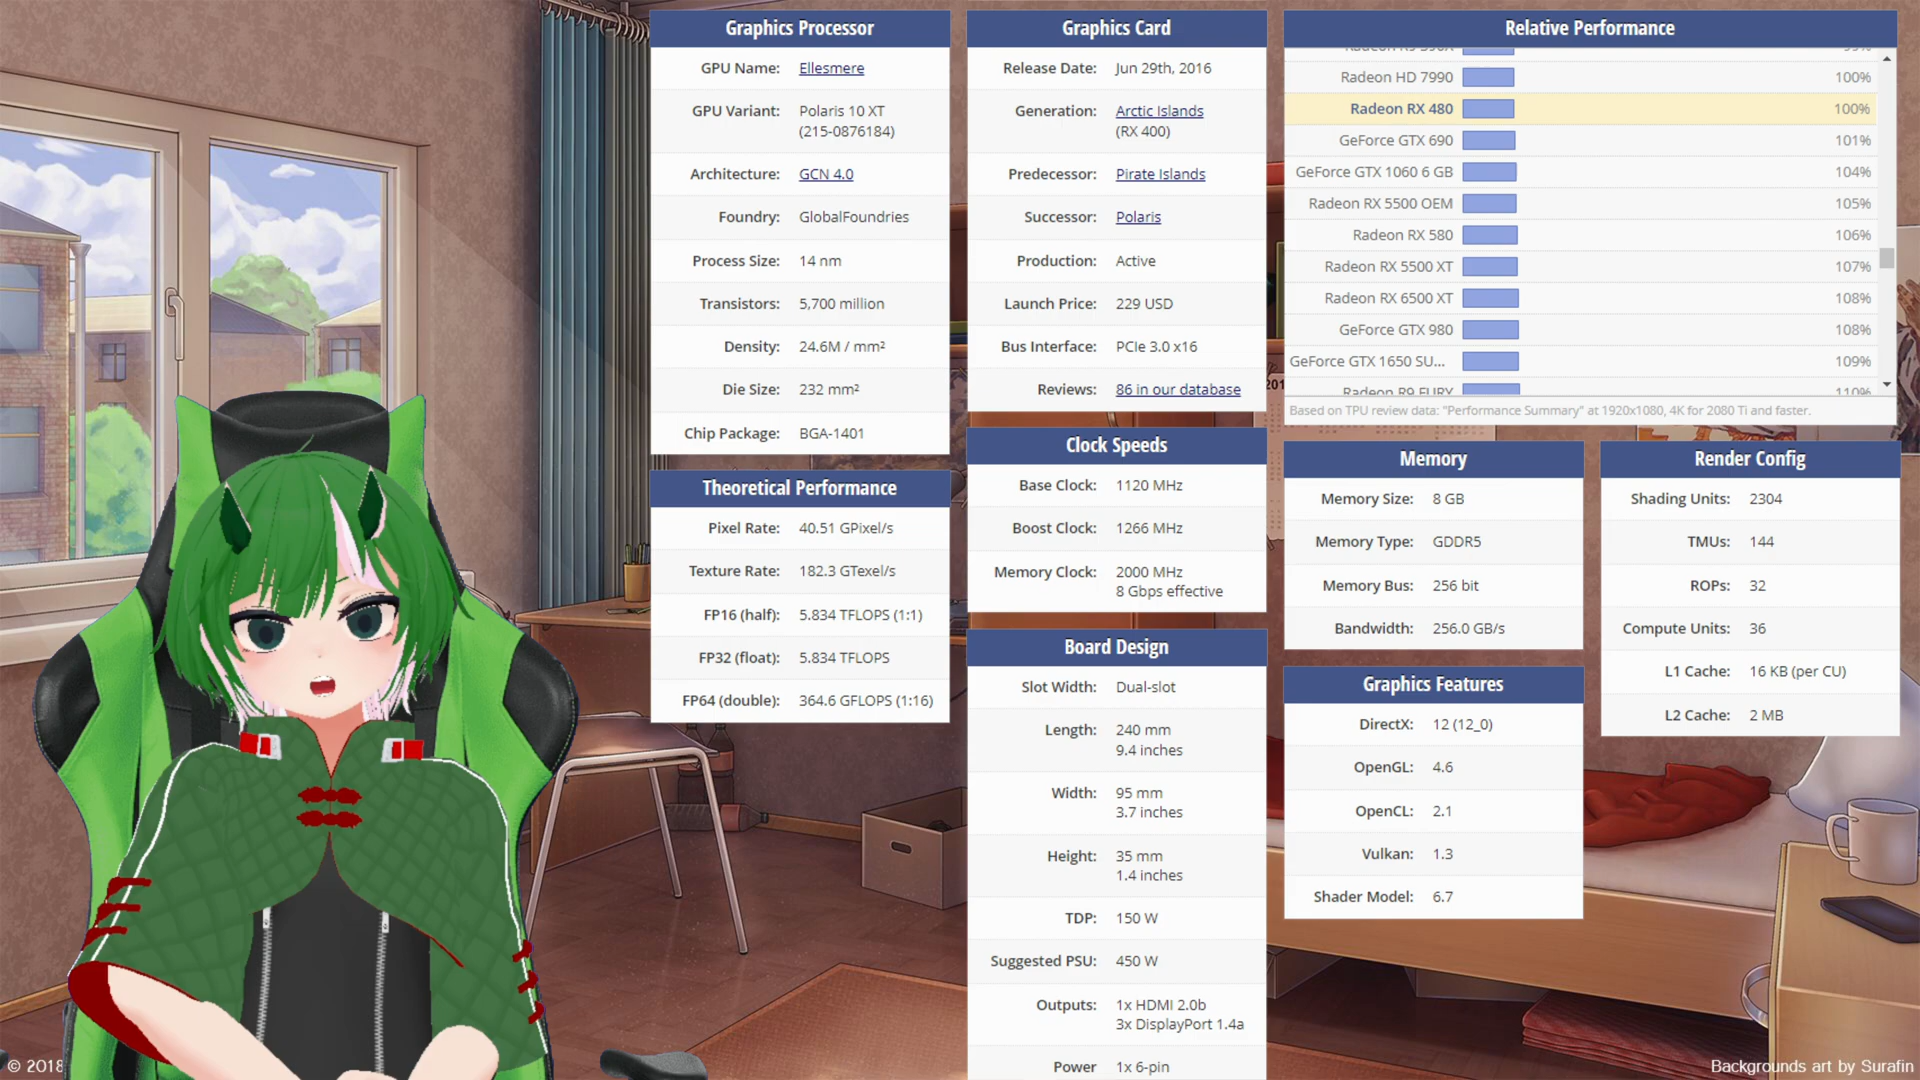 Graphics Processor
GPU Name: Ellesmere
GPU Variant: Polaris 10 XT
(215-0876184)
Architecture: GCN 4.0
Foundry: GlobalFoundries
Process Size: 14 nm
Transistors: 5,700 million
Density: 24.6M / mm²
Die Size: 232 mm²
Chip Package: BGA-1401
Theoretical Performance
Pixel Rate: 40.51 GPixel/s
Texture Rate: 182.3 GTexel/s
FP16 (half): 5.834 TFLOPS (1:1)
FP32 (float): 5.834 TFLOPS
FP64 (double): 364.6 GFLOPS (1:16)
Graphics Card
Release Date: Jun 29th, 2016
Generation: Arctic Islands
(RX 400)
Predecessor: Pirate Islands
Successor: Polaris
Production: Active
Launch Price: 229 USD
Bus Interface: PCIe 3.0 x16
Reviews: 86 in our database
Clock Speeds
Base Clock: 1120 MHz
Boost Clock: 1266 MHz
Memory Clock: 2000 MHz
8 Gbps effective
Board Design
Slot Width: Dual-slot
Length: 240 mm
9.4 inches
Width: 95 mm
3.7 inches
Height: 35 mm
1.4 inches
TDP: 150 W
Suggested PSU: 450 W
Outputs: 1x HDMI 2.0b
3x DisplayPort 1.4a
Power 1x 6-pin
Relative Performance
Radeon HD 7990 100%
Radeon RX 480 100%
GeForce GTX 690 101%
GeForce GTX 1060 6 GB 104%
Radeon RX 5500 OEM 105%
Radeon RX 580 106%
Radeon RX 5500 XT 107%
Radeon RX 6500 XT 108%
GeForce GTX 980 108%
GeForce GTX 1650 SU... 109%
Radeon R9 FURY 110%
Based on TPU review data: "Performance Summary" at 1920x1080, 4K for 2080 Ti and faster.
Memory
Memory Size: 8 GB
Memory Type: GDDR5
Memory Bus: 256 bit
Bandwidth: 256.0 GB/s
Graphics Features
DirectX: 12 (12_0)
OpenGL: 4.6
OpenCL: 2.1
Vulkan: 1.3
Shader Model: 6.7
Render Config
Shading Units: 2304
TMUs: 144
ROPs: 32
Compute Units: 36
L1 Cache: 16 KB (per CU)
L2 Cache: 2 MB
© 2018
Backgrounds art by Surafin